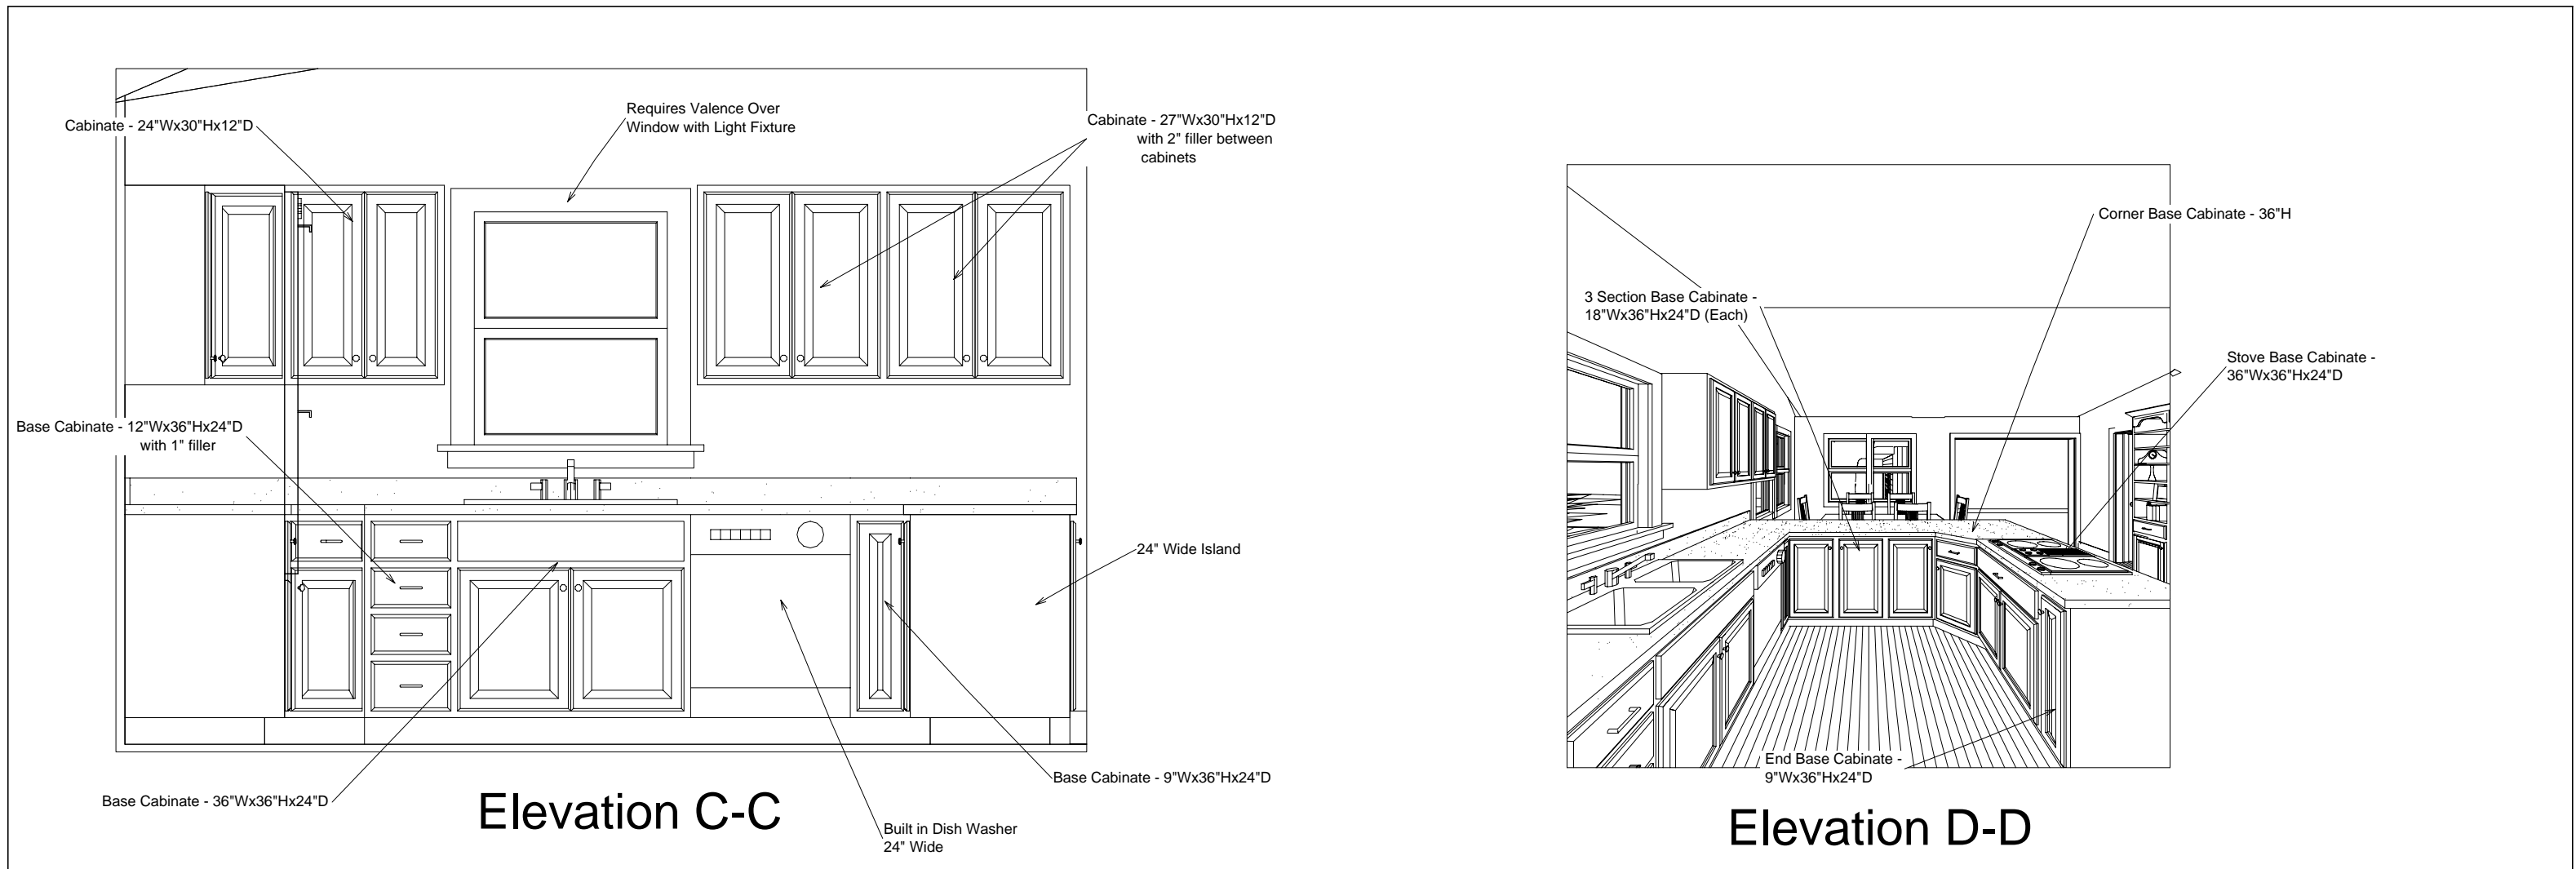 Cabinate - 24"Wx30"Hx12"D
Requires Valence Over
Window with Light Fixture
Cabinate - 27"Wx30"Hx12"D
with 2" filler between
cabinets
Base Cabinate - 12"Wx36"Hx24"D
with 1" filler
24" Wide Island
Base Cabinate - 9"Wx36"Hx24"D
Base Cabinate - 36"Wx36"Hx24"D
Built in Dish Washer
24" Wide
Elevation C-C
Corner Base Cabinate - 36"H
3 Section Base Cabinate -
18"Wx36"Hx24"D (Each)
Stove Base Cabinate -
36"Wx36"Hx24"D
End Base Cabinate -
9"Wx36"Hx24"D
Elevation D-D